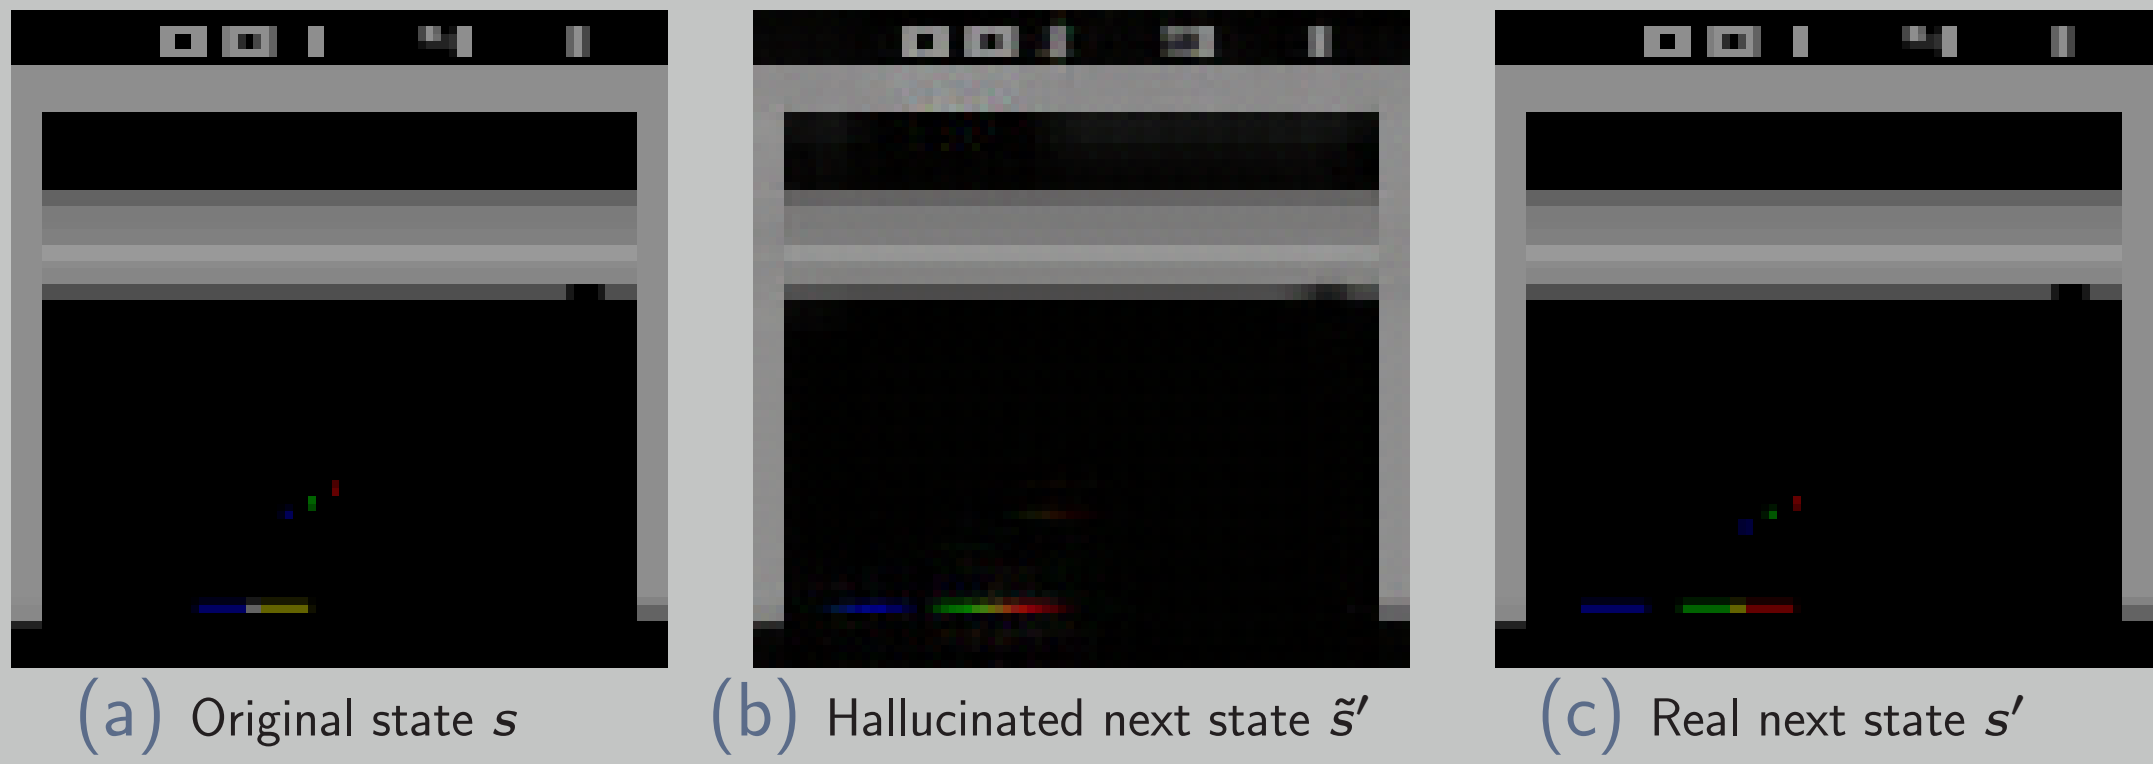 (a) Original state s
(b) Hallucinated next state s̃′
(c) Real next state s′